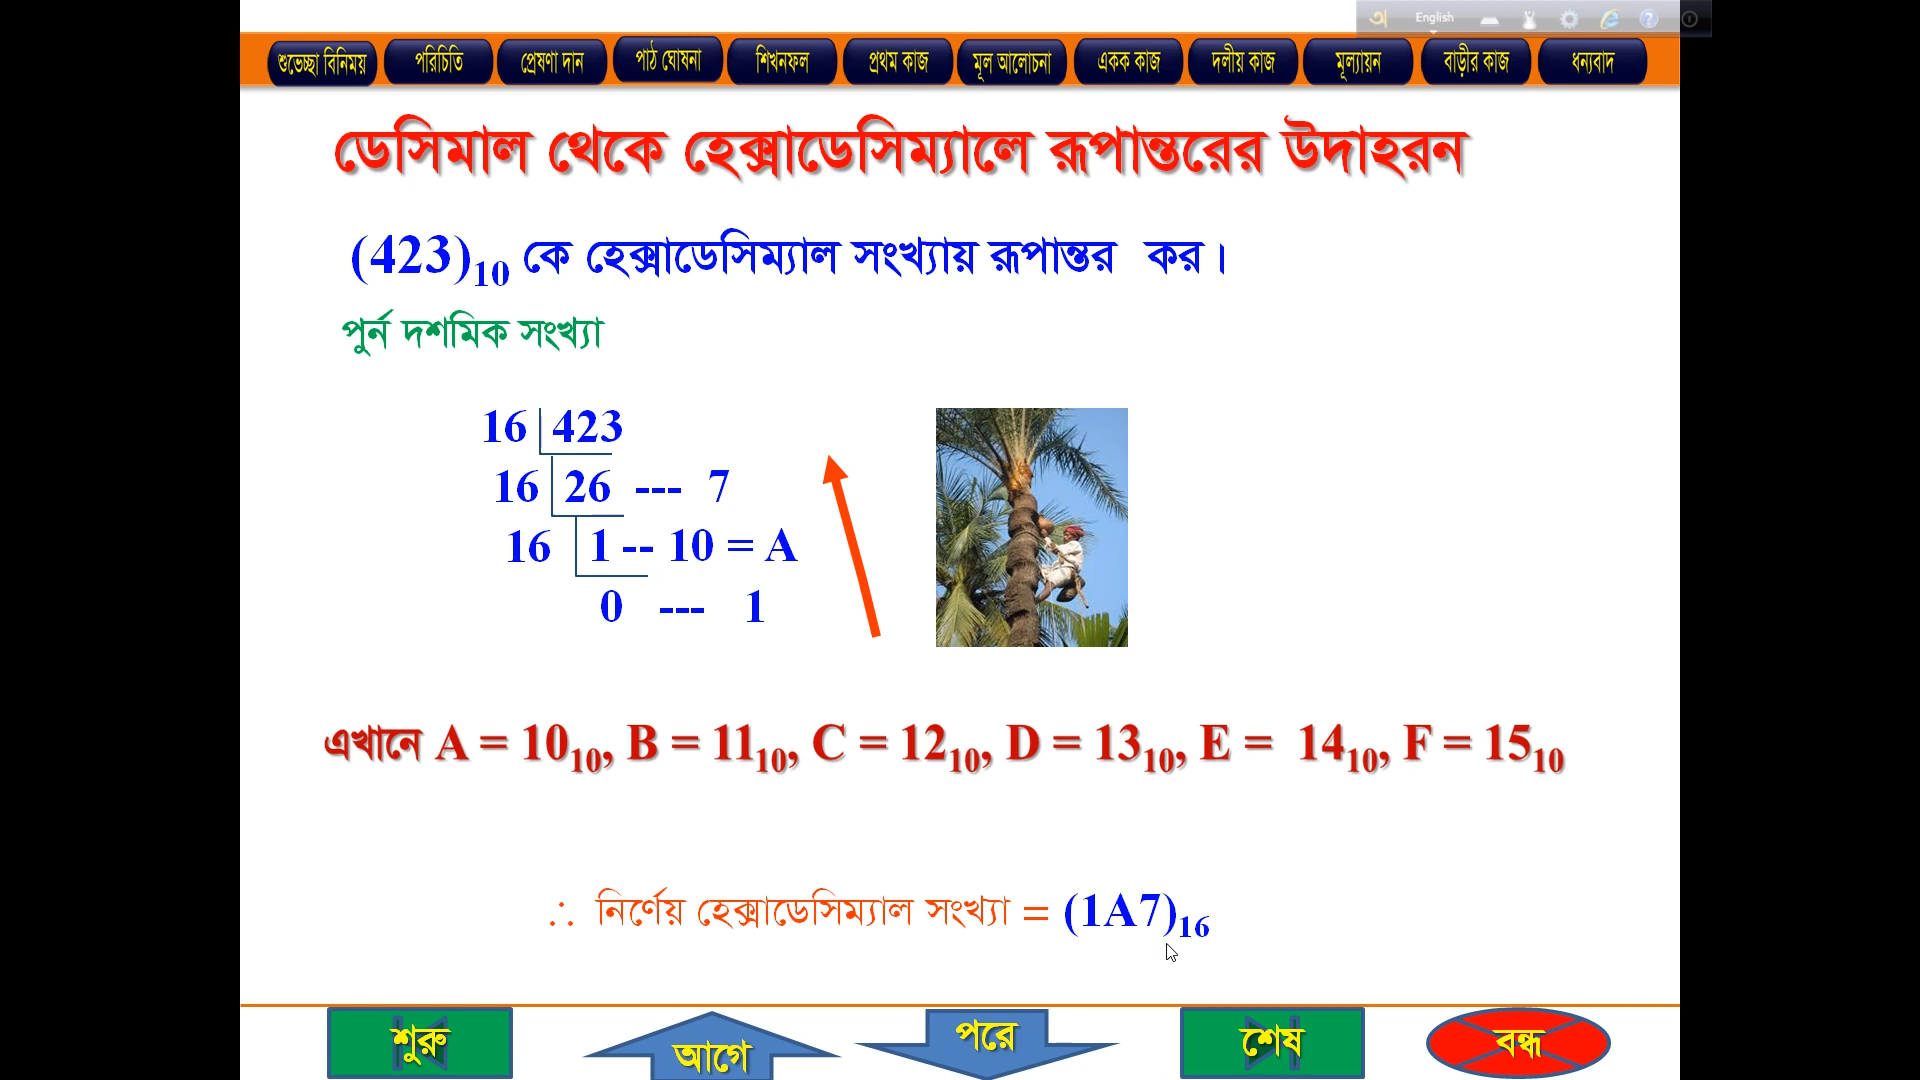 অ English
শুভেচ্ছা বিনিময় পরিচিতি প্রেষণা দান পাঠ ঘোষনা শিখনফল প্রথম কাজ মূল আলোচনা একক কাজ দলীয় কাজ মূল্যায়ন বাড়ীর কাজ ধন্যবাদ
ডেসিমাল থেকে হেক্সাডেসিম্যালে রূপান্তরের উদাহরন
(423)₁₀ কে হেক্সাডেসিম্যাল সংখ্যায় রূপান্তর কর।
পুর্ন দশমিক সংখ্যা
16 423
16 26 --- 7
16 1 -- 10 = A
0 --- 1
এখানে A = 10₁₀, B = 11₁₀, C = 12₁₀, D = 13₁₀, E = 14₁₀, F = 15₁₀
∴ নির্ণেয় হেক্সাডেসিম্যাল সংখ্যা = (1A7)₁₆
শুরু আগে পরে শেষ বন্ধ